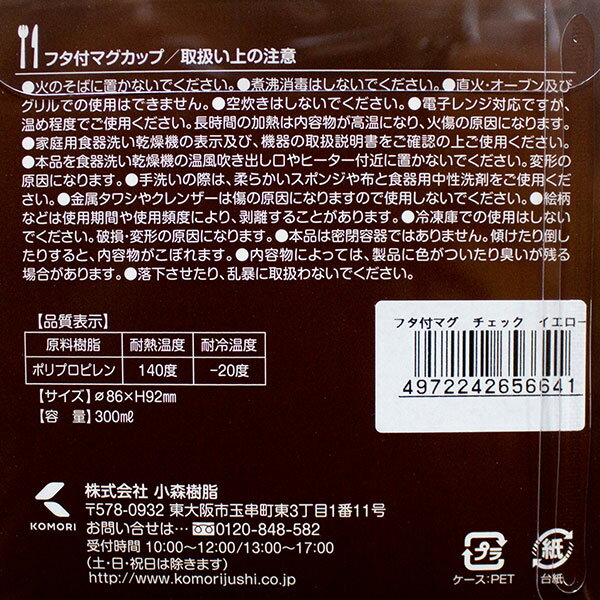 フタ付マグカップ／取扱い上の注意
●火のそばに置かないでください。●煮沸消毒はしないでください。●直火・オーブン及び
グリルでの使用はできません。●空炊きはしないでください。●電子レンジ対応ですが、
温め程度でご使用ください。長時間の加熱は内容物が高温になり、火傷の原因になります。
●家庭用食器洗い乾燥機の表示及び、機器の取扱説明書をご確認の上ご使用ください。
●本品を食器洗い乾燥機の温風吹き出し口やヒーター付近に置かないでください。変形の
原因になります。●手洗いの際は、柔らかいスポンジや布と食器用中性洗剤をご使用くだ
さい。●金属タワシやクレンザーは傷の原因になりますので使用しないでください。●絵柄
などは使用期間や使用頻度により、剥離することがあります。●冷凍庫での使用はしない
でください。破損・変形の原因になります。●本品は密閉容器ではありません。傾けたり倒し
たりすると、内容物がこぼれます。●内容物によっては、製品に色がついたり臭いが残る
場合があります。●落下させたり、乱暴に取扱わないでください。
【品質表示】
原料樹脂 耐熱温度 耐冷温度
ポリプロピレン 140度 -20度
【サイズ】ø86×H92㎜
【容　量】300㎖
フタ付マグ　チェック　イエロー
4972242656641
KOMORI
株式会社 小森樹脂
〒578-0932 東大阪市玉串町東3丁目1番11号
お問い合せは…0120-848-582
受付時間 10:00～12:00/13:00～17:00
(土・日・祝日は除きます)
http://www.komorijushi.co.jp
プラ
ケース:PET
紙
台紙